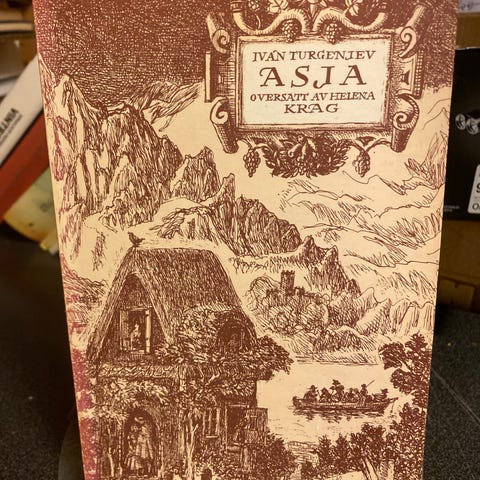 IVAN TURGENJEV
ASJA
OVERSATT AV HELENA
KRAG